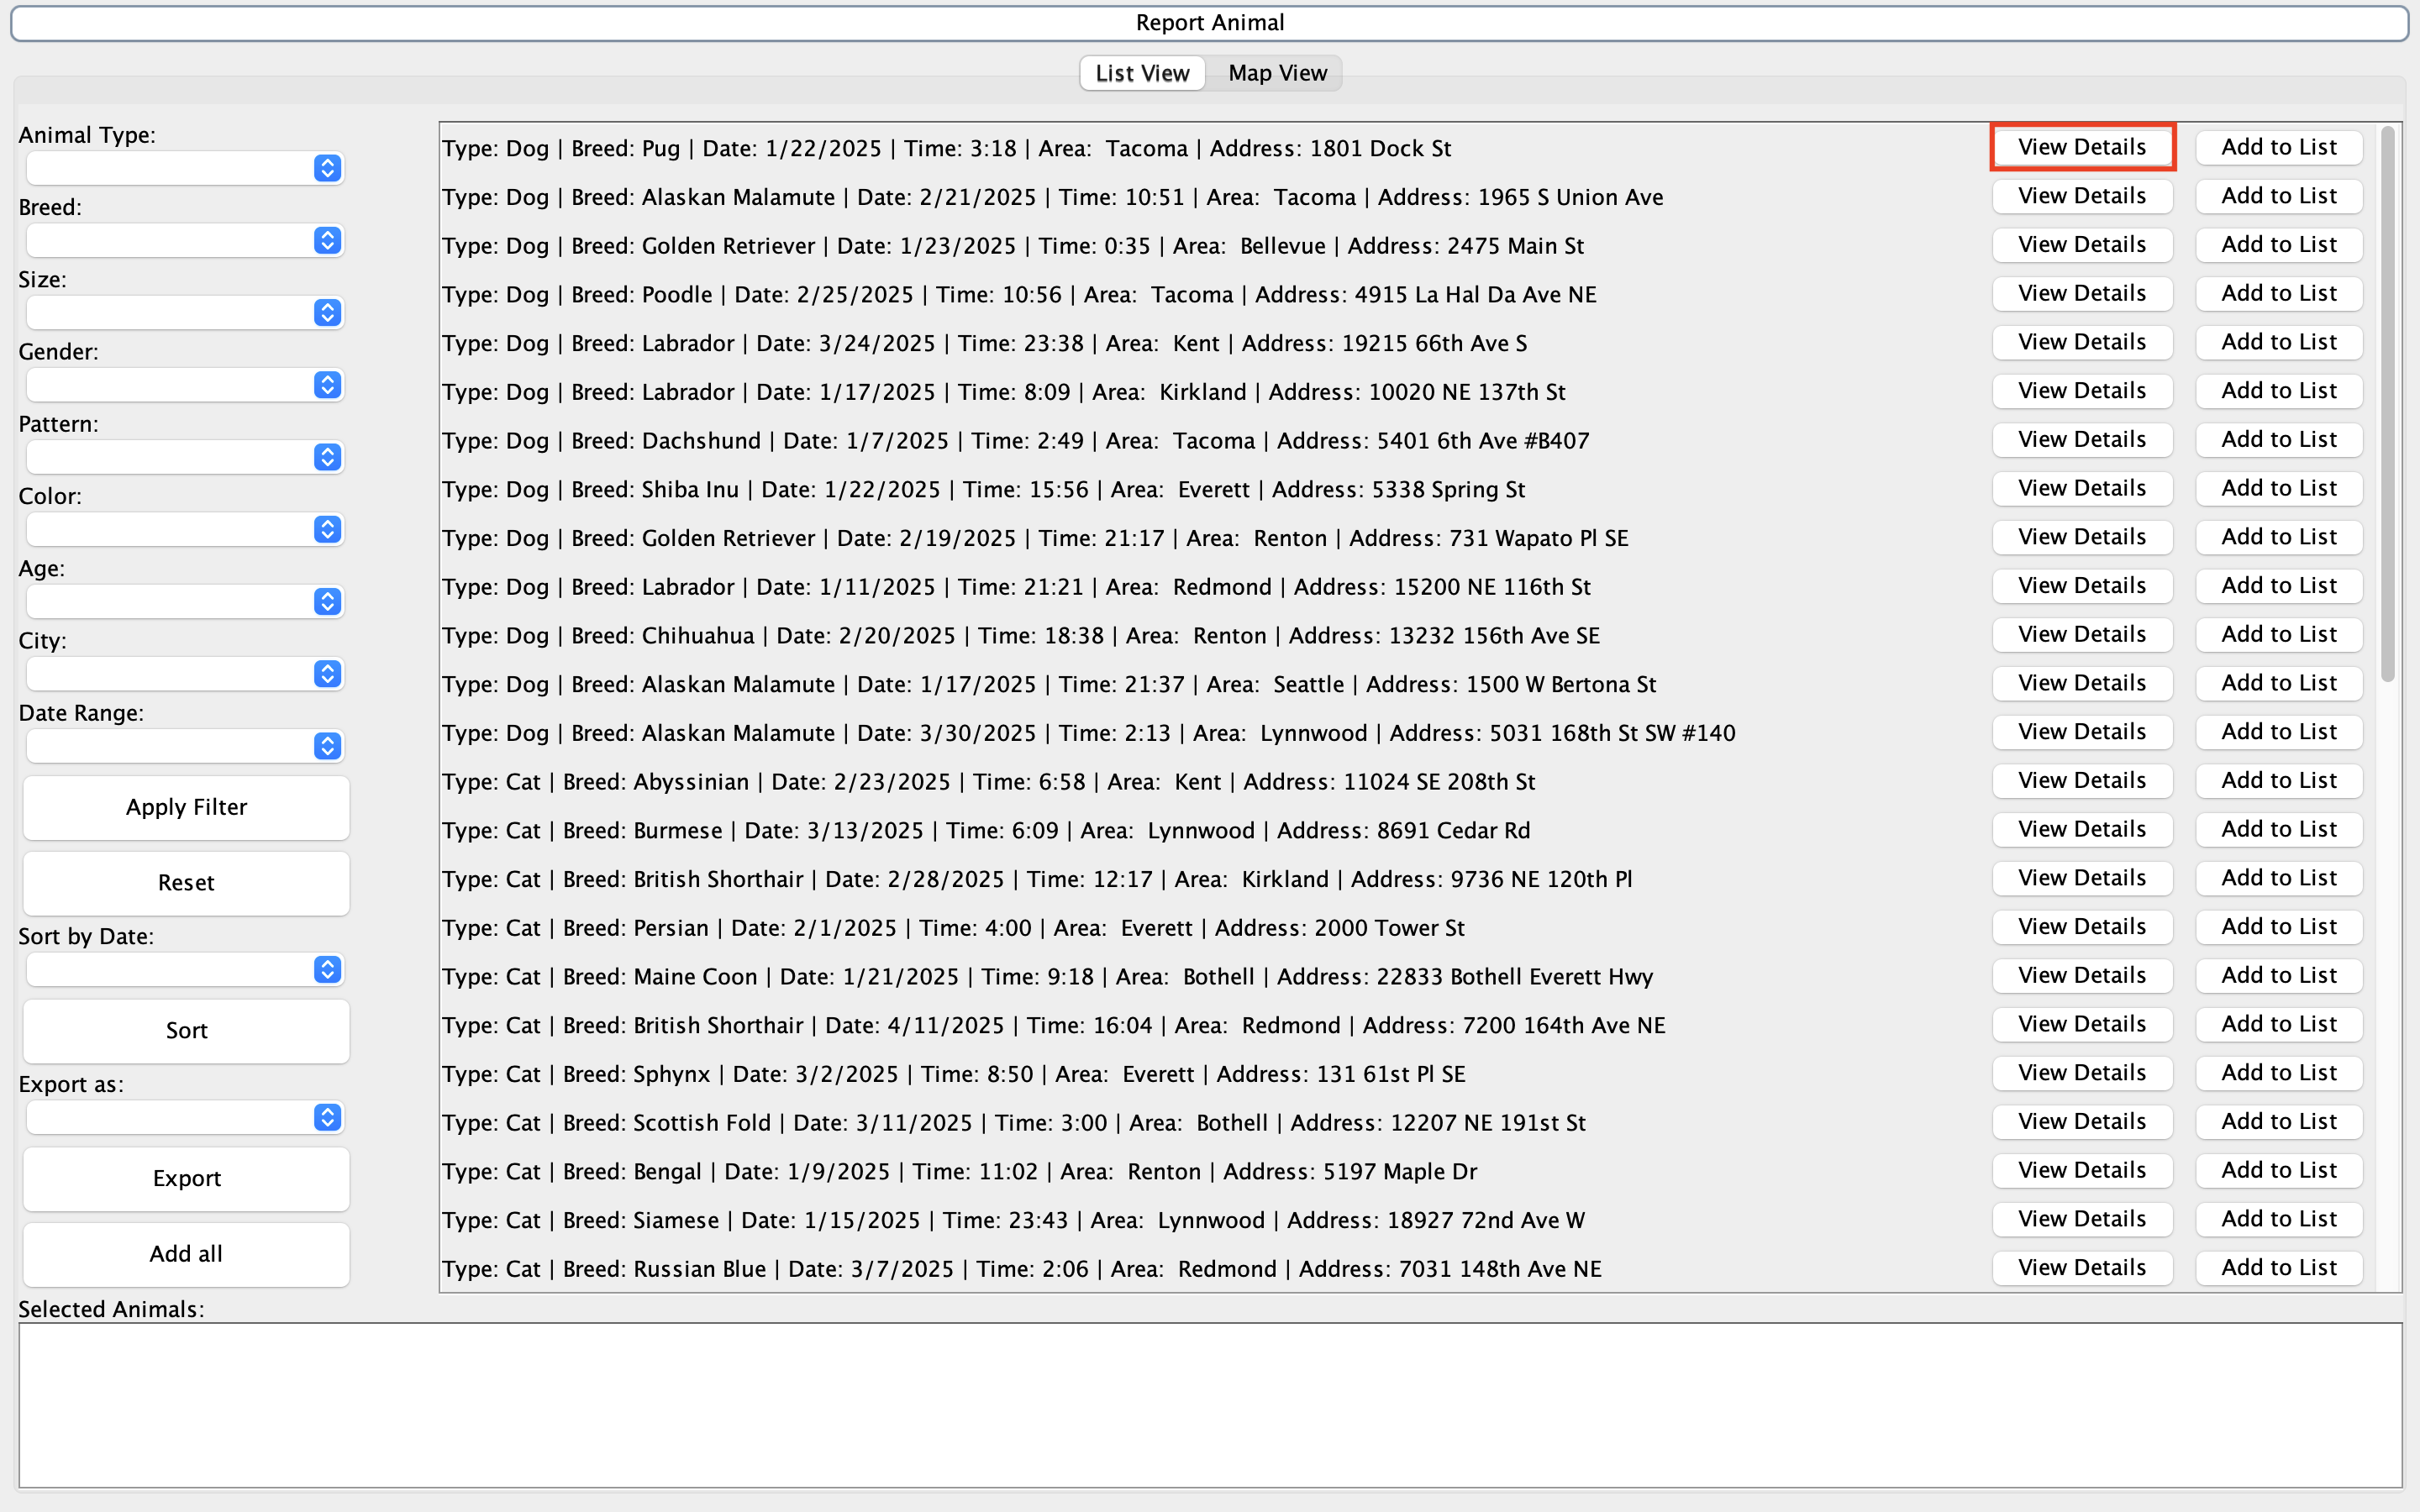 Report Animal
List View Map View
Animal Type:
Breed:
Size:
Gender:
Pattern:
Color:
Age:
City:
Date Range:
Apply Filter
Reset
Sort by Date:
Sort
Export as:
Export
Add all
Type: Dog | Breed: Pug | Date: 1/22/2025 | Time: 3:18 | Area:  Tacoma | Address: 1801 Dock St View Details Add to List
Type: Dog | Breed: Alaskan Malamute | Date: 2/21/2025 | Time: 10:51 | Area:  Tacoma | Address: 1965 S Union Ave View Details Add to List
Type: Dog | Breed: Golden Retriever | Date: 1/23/2025 | Time: 0:35 | Area:  Bellevue | Address: 2475 Main St View Details Add to List
Type: Dog | Breed: Poodle | Date: 2/25/2025 | Time: 10:56 | Area:  Tacoma | Address: 4915 La Hal Da Ave NE View Details Add to List
Type: Dog | Breed: Labrador | Date: 3/24/2025 | Time: 23:38 | Area:  Kent | Address: 19215 66th Ave S View Details Add to List
Type: Dog | Breed: Labrador | Date: 1/17/2025 | Time: 8:09 | Area:  Kirkland | Address: 10020 NE 137th St View Details Add to List
Type: Dog | Breed: Dachshund | Date: 1/7/2025 | Time: 2:49 | Area:  Tacoma | Address: 5401 6th Ave #B407 View Details Add to List
Type: Dog | Breed: Shiba Inu | Date: 1/22/2025 | Time: 15:56 | Area:  Everett | Address: 5338 Spring St View Details Add to List
Type: Dog | Breed: Golden Retriever | Date: 2/19/2025 | Time: 21:17 | Area:  Renton | Address: 731 Wapato Pl SE View Details Add to List
Type: Dog | Breed: Labrador | Date: 1/11/2025 | Time: 21:21 | Area:  Redmond | Address: 15200 NE 116th St View Details Add to List
Type: Dog | Breed: Chihuahua | Date: 2/20/2025 | Time: 18:38 | Area:  Renton | Address: 13232 156th Ave SE View Details Add to List
Type: Dog | Breed: Alaskan Malamute | Date: 1/17/2025 | Time: 21:37 | Area:  Seattle | Address: 1500 W Bertona St View Details Add to List
Type: Dog | Breed: Alaskan Malamute | Date: 3/30/2025 | Time: 2:13 | Area:  Lynnwood | Address: 5031 168th St SW #140 View Details Add to List
Type: Cat | Breed: Abyssinian | Date: 2/23/2025 | Time: 6:58 | Area:  Kent | Address: 11024 SE 208th St View Details Add to List
Type: Cat | Breed: Burmese | Date: 3/13/2025 | Time: 6:09 | Area:  Lynnwood | Address: 8691 Cedar Rd View Details Add to List
Type: Cat | Breed: British Shorthair | Date: 2/28/2025 | Time: 12:17 | Area:  Kirkland | Address: 9736 NE 120th Pl View Details Add to List
Type: Cat | Breed: Persian | Date: 2/1/2025 | Time: 4:00 | Area:  Everett | Address: 2000 Tower St View Details Add to List
Type: Cat | Breed: Maine Coon | Date: 1/21/2025 | Time: 9:18 | Area:  Bothell | Address: 22833 Bothell Everett Hwy View Details Add to List
Type: Cat | Breed: British Shorthair | Date: 4/11/2025 | Time: 16:04 | Area:  Redmond | Address: 7200 164th Ave NE View Details Add to List
Type: Cat | Breed: Sphynx | Date: 3/2/2025 | Time: 8:50 | Area:  Everett | Address: 131 61st Pl SE View Details Add to List
Type: Cat | Breed: Scottish Fold | Date: 3/11/2025 | Time: 3:00 | Area:  Bothell | Address: 12207 NE 191st St View Details Add to List
Type: Cat | Breed: Bengal | Date: 1/9/2025 | Time: 11:02 | Area:  Renton | Address: 5197 Maple Dr View Details Add to List
Type: Cat | Breed: Siamese | Date: 1/15/2025 | Time: 23:43 | Area:  Lynnwood | Address: 18927 72nd Ave W View Details Add to List
Type: Cat | Breed: Russian Blue | Date: 3/7/2025 | Time: 2:06 | Area:  Redmond | Address: 7031 148th Ave NE View Details Add to List
Selected Animals: